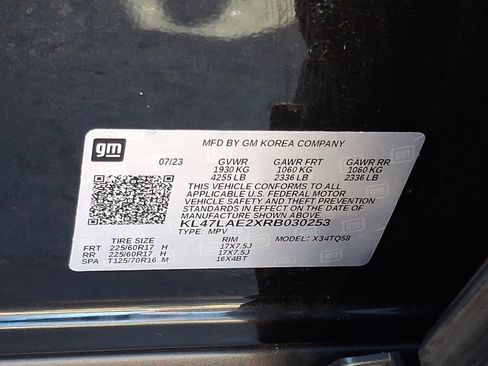 gm
MFD BY GM KOREA COMPANY
07/23 GVWR GAWR FRT GAWR RR
1930 KG 1060 KG 1060 KG
4255 LB 2336 LB 2336 LB
THIS VEHICLE CONFORMS TO ALL
APPLICABLE U.S. FEDERAL MOTOR
VEHICLE SAFETY AND THEFT PREVENTION
STANDARDS IN EFFECT ON THE DATE OF
MANUFACTURE SHOWN ABOVE.
KL47LAE2XRB030253
TYPE: MPV MODEL: X34TQ58
TIRE SIZE RIM
FRT 225/60R17 H 17X7.5J
RR 225/60R17 H 17X7.5J
SPA T125/70R16 M 16X4BT